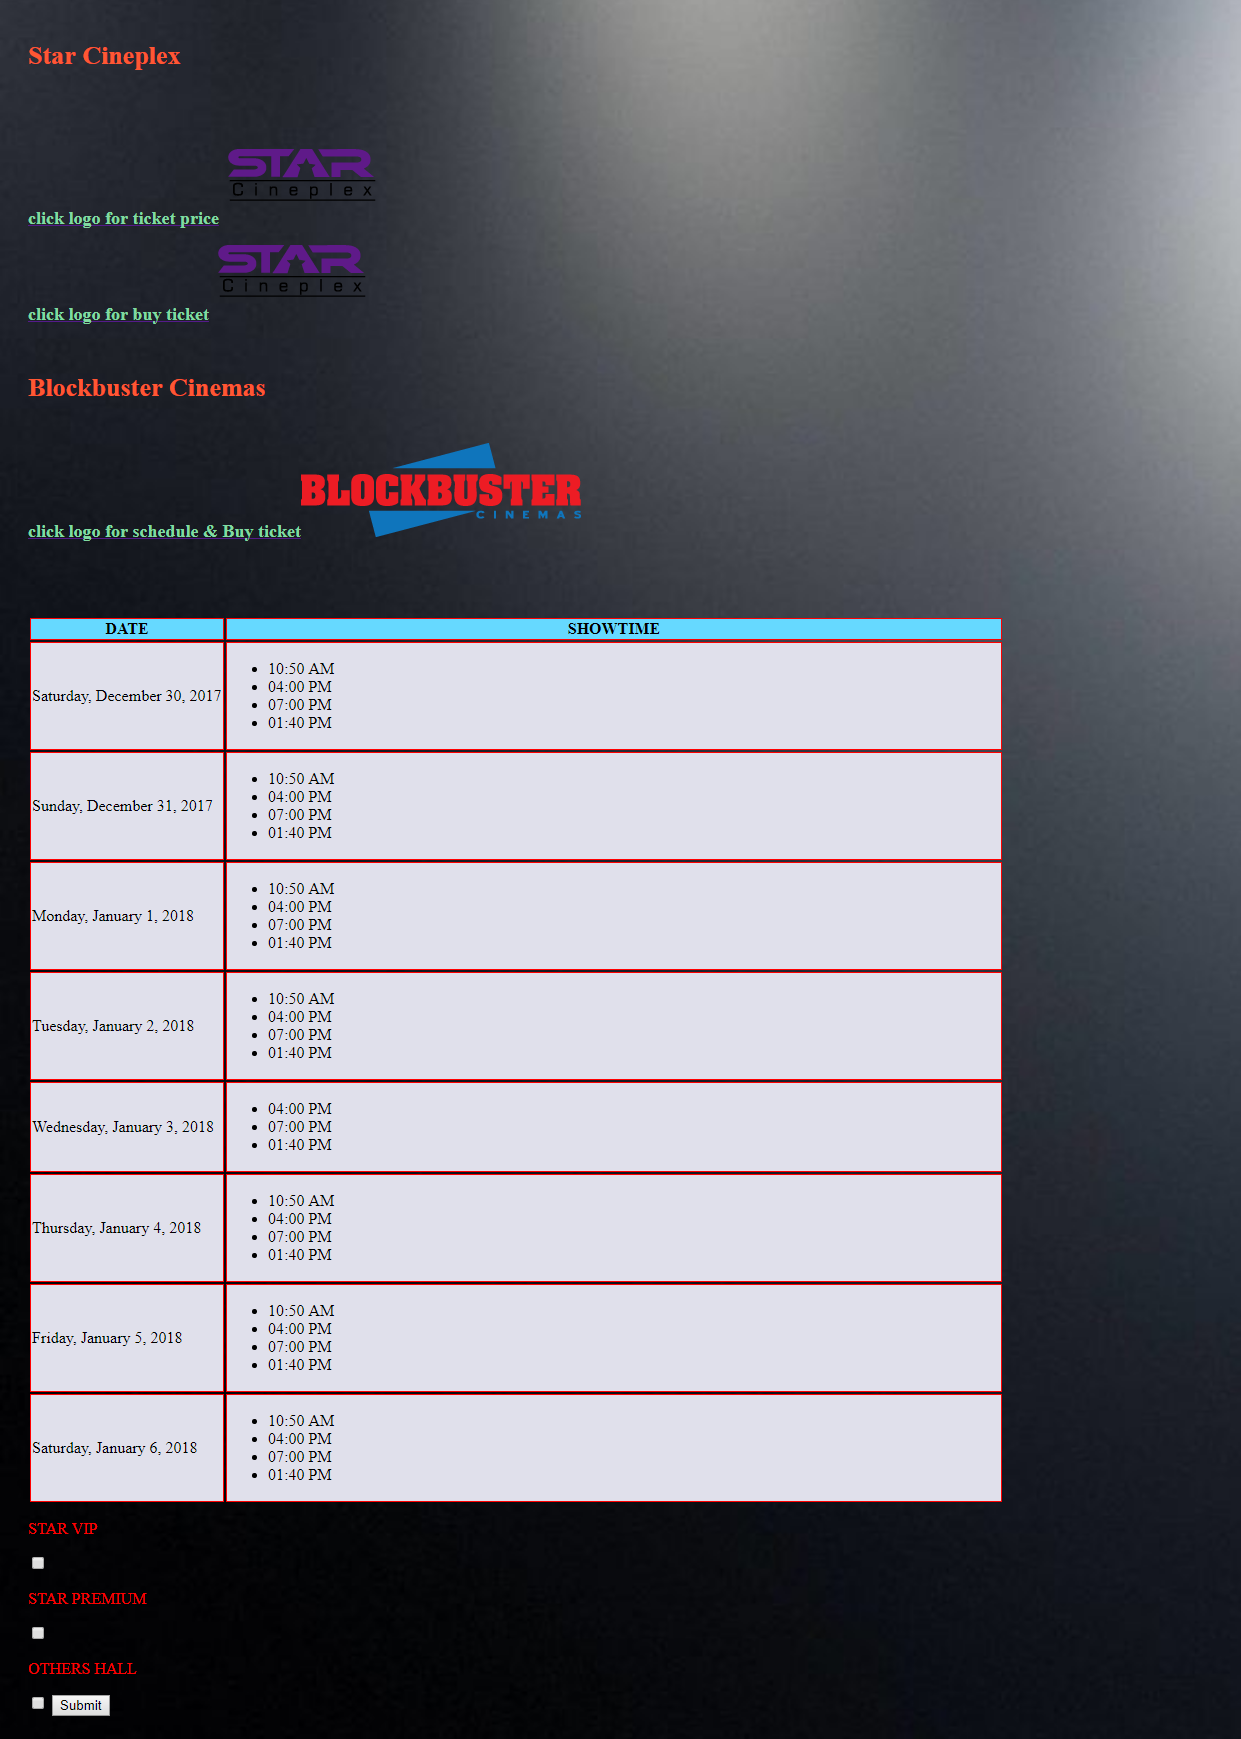 Star Cineplex
STAR
Cineplex
click logo for ticket price
STAR
Cineplex
click logo for buy ticket
Blockbuster Cinemas
BLOCKBUSTER
CINEMAS
click logo for schedule & Buy ticket
DATE SHOWTIME
Saturday, December 30, 2017
10:50 AM
04:00 PM
07:00 PM
01:40 PM
Sunday, December 31, 2017
10:50 AM
04:00 PM
07:00 PM
01:40 PM
Monday, January 1, 2018
10:50 AM
04:00 PM
07:00 PM
01:40 PM
Tuesday, January 2, 2018
10:50 AM
04:00 PM
07:00 PM
01:40 PM
Wednesday, January 3, 2018
04:00 PM
07:00 PM
01:40 PM
Thursday, January 4, 2018
10:50 AM
04:00 PM
07:00 PM
01:40 PM
Friday, January 5, 2018
10:50 AM
04:00 PM
07:00 PM
01:40 PM
Saturday, January 6, 2018
10:50 AM
04:00 PM
07:00 PM
01:40 PM
STAR VIP
STAR PREMIUM
OTHERS HALL
Submit